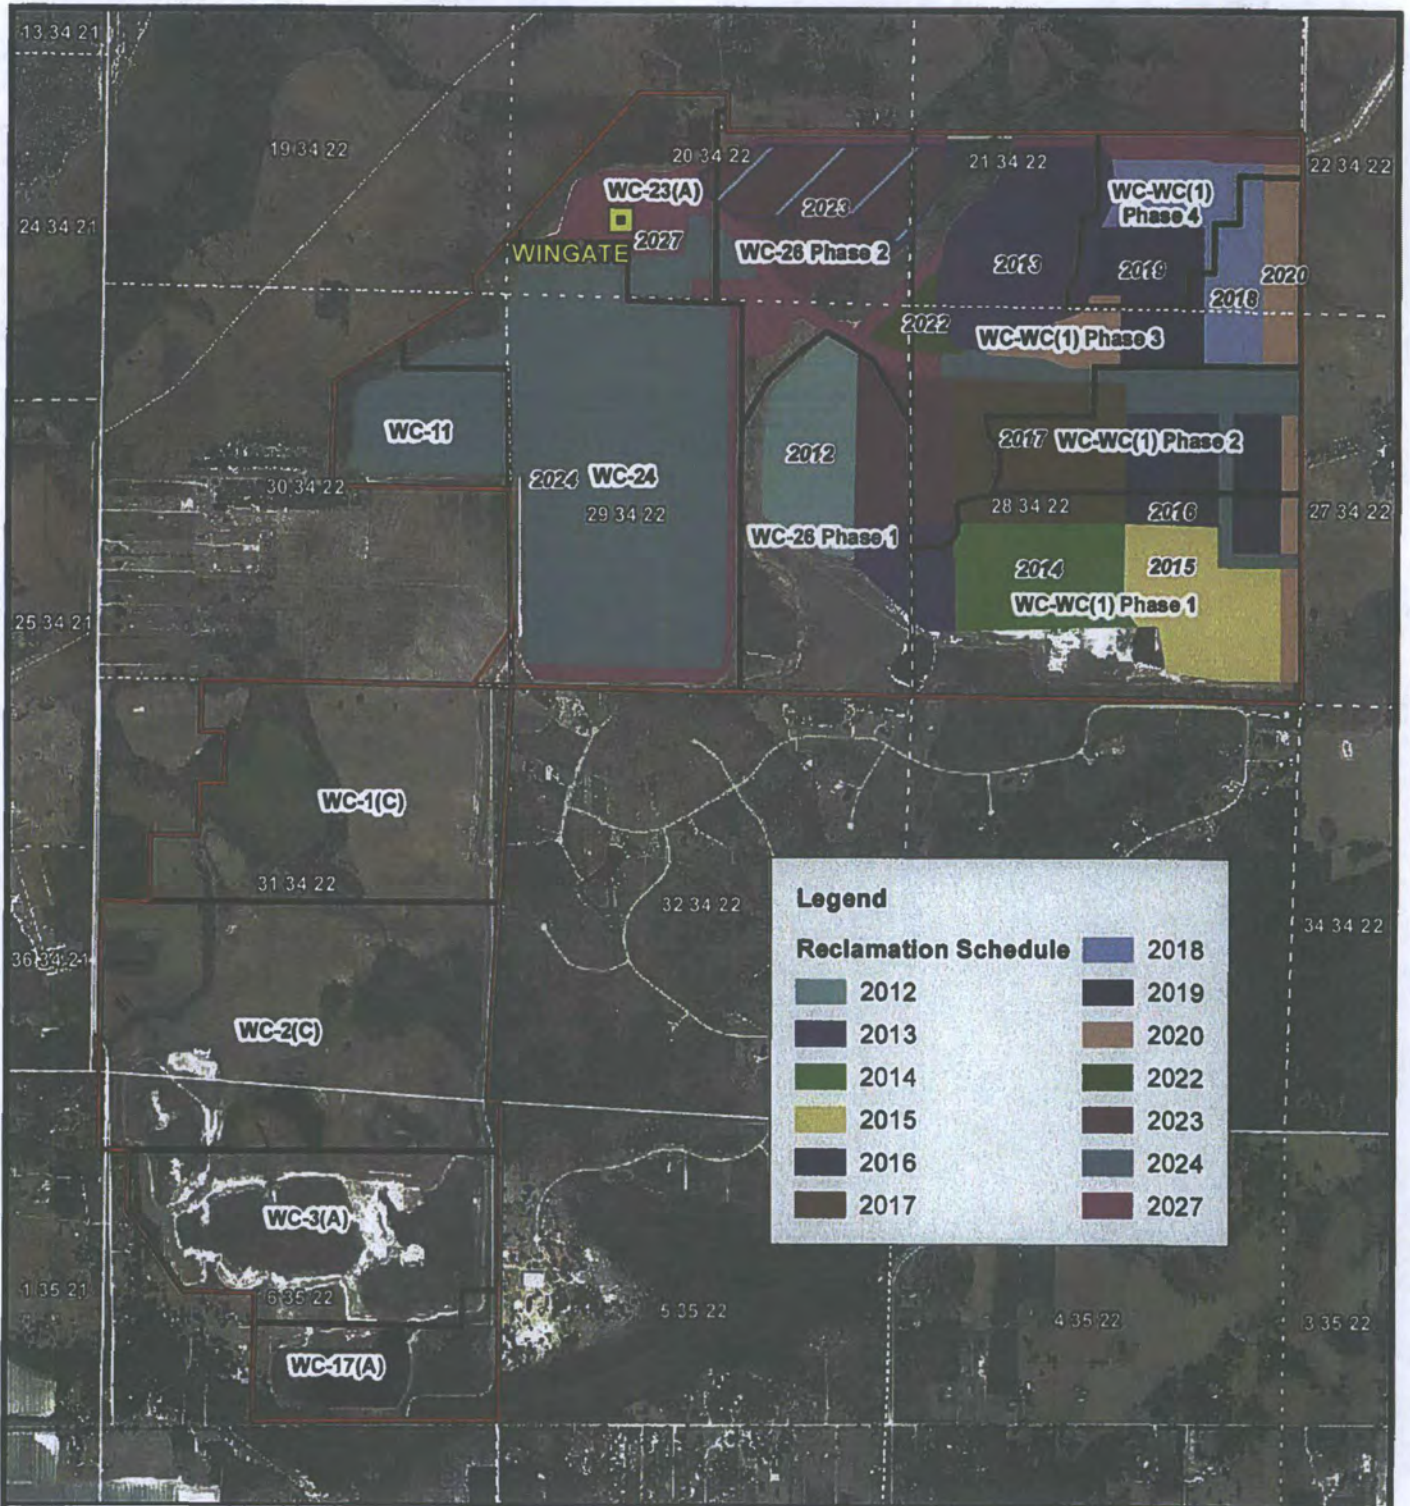 13 34 21
19 34 22
20 34 22
21 34 22
22 34 22
24 34 21
WC-23(A)
WC-WC(1)
Phase 4
2023
WINGATE
2027
WC-26 Phase 2
2013
2019
2018
2020
2022
WC-WC(1) Phase 3
WC-11
2012
2017
WC-WC(1) Phase 2
30 34 22
2024
WC-24
29 34 22
28 34 22
2016
27 34 22
WC-26 Phase 1
2014
2015
WC-WC(1) Phase 1
25 34 21
WC-1(C)
31 34 22
32 34 22
34 34 22
36 34 21
WC-2(C)
Legend
Reclamation Schedule
2012
2013
2014
2015
2016
2017
2018
2019
2020
2022
2023
2024
2027
WC-3(A)
1 35 21
6 35 22
5 35 22
4 35 22
3 35 22
WC-17(A)